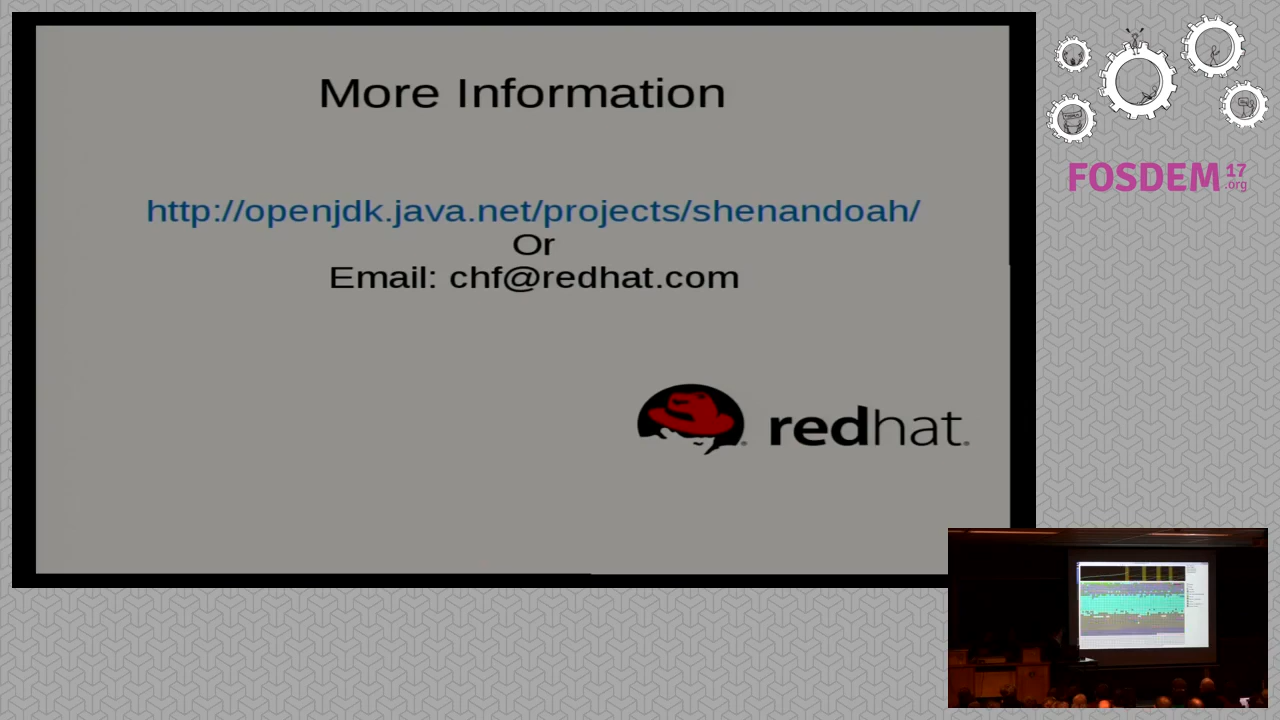 More Information
http://openjdk.java.net/projects/shenandoah/
Or
Email: chf@redhat.com
redhat.
FOSDEM 17
.org